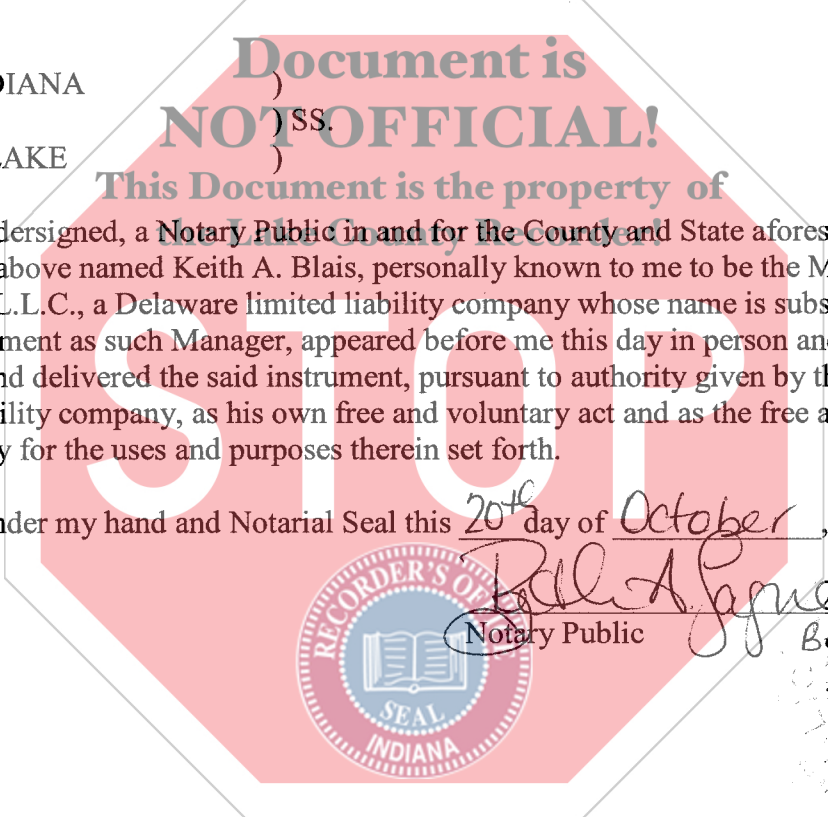 Document is
DIANA )
NOT OFFICIAL!
) SS.
LAKE )
This Document is the property of
the Lake County Recorder!
dersigned, a Notary Public in and for the County and State afores
above named Keith A. Blais, personally known to me to be the M
L.L.C., a Delaware limited liability company whose name is subs
ment as such Manager, appeared before me this day in person and
nd delivered the said instrument, pursuant to authority given by th
ility company, as his own free and voluntary act and as the free a
y for the uses and purposes therein set forth.
STOP
nder my hand and Notarial Seal this 20th day of October,
Notary Public
RECORDER'S OFFICE
SEAL
INDIANA